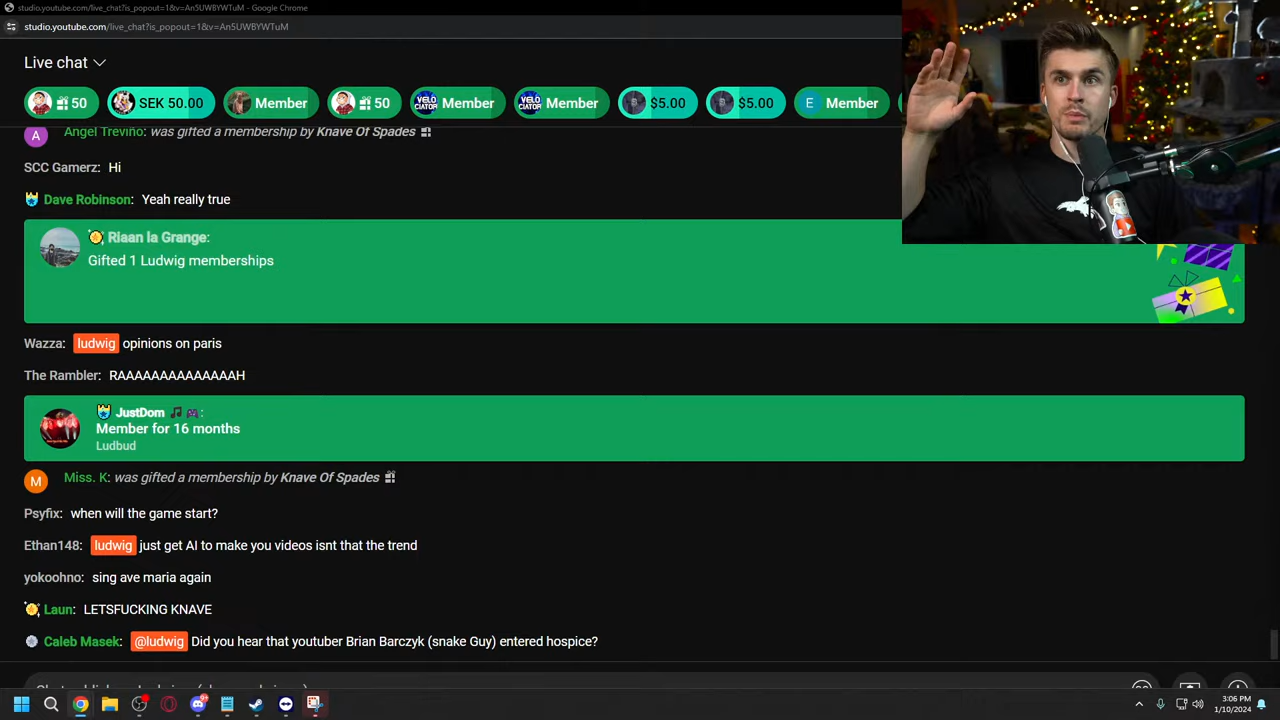 studio.youtube.com/live_chat?is_popout=1&v=An5UWBYWTuM - Google Chrome
studio.youtube.com/live_chat?is_popout=1&v=An5UWBYWTuM
Live chat
50
SEK 50.00
Member
50
Member
Member
$5.00
$5.00
E Member
A Angel Treviño: was gifted a membership by Knave Of Spades
SCC Gamerz: Hi
Dave Robinson: Yeah really true
Riaan la Grange:
Gifted 1 Ludwig memberships
Wazza: ludwig opinions on paris
The Rambler: RAAAAAAAAAAAAAH
JustDom 🎵 🎮:
Member for 16 months
Ludbud
M Miss. K: was gifted a membership by Knave Of Spades
Psyfix: when will the game start?
Ethan148: ludwig just get AI to make you videos isnt that the trend
yokoohno: sing ave maria again
Laun: LETSFUCKING KNAVE
Caleb Masek: @ludwig Did you hear that youtuber Brian Barczyk (snake Guy) entered hospice?
3:06 PM
1/10/2024